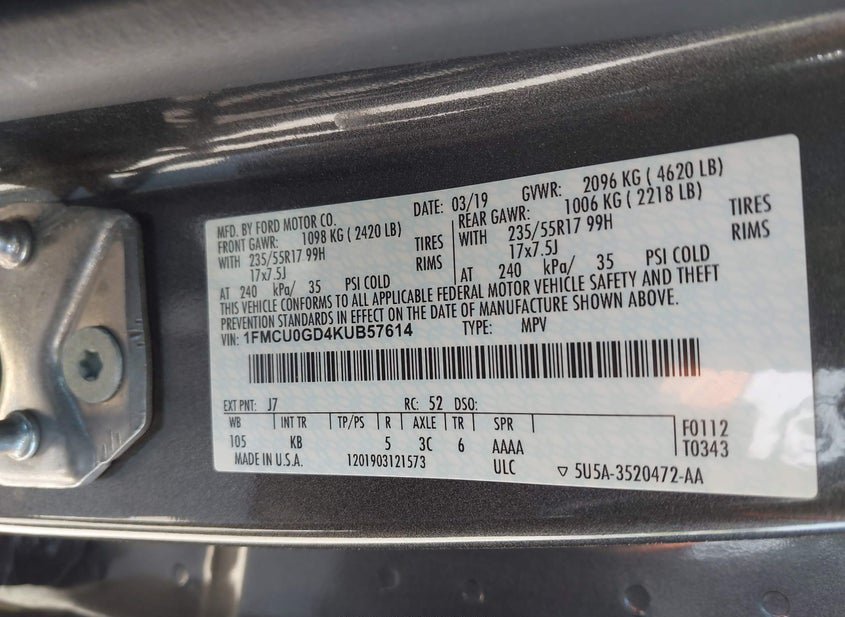 MFD. BY FORD MOTOR CO. DATE: 03/19 GVWR: 2096 KG ( 4620 LB)
FRONT GAWR: 1098 KG ( 2420 LB) REAR GAWR: 1006 KG ( 2218 LB)
WITH 235/55R17 99H TIRES WITH 235/55R17 99H TIRES
17x7.5J RIMS 17x7.5J RIMS
AT 240 kPa/ 35 PSI COLD AT 240 kPa/ 35 PSI COLD
THIS VEHICLE CONFORMS TO ALL APPLICABLE FEDERAL MOTOR VEHICLE SAFETY AND THEFT
PREVENTION STANDARDS IN EFFECT ON THE DATE OF MANUFACTURE SHOWN ABOVE.
VIN: 1FMCU0GD4KUB57614 TYPE: MPV
EXT PNT: J7 RC: 52 DSO:
WB INT TR TP/PS R AXLE TR SPR F0112
105 KB 5 3C 6 AAAA T0343
MADE IN U.S.A. 1201903121573 ULC ▽ 5U5A-3520472-AA